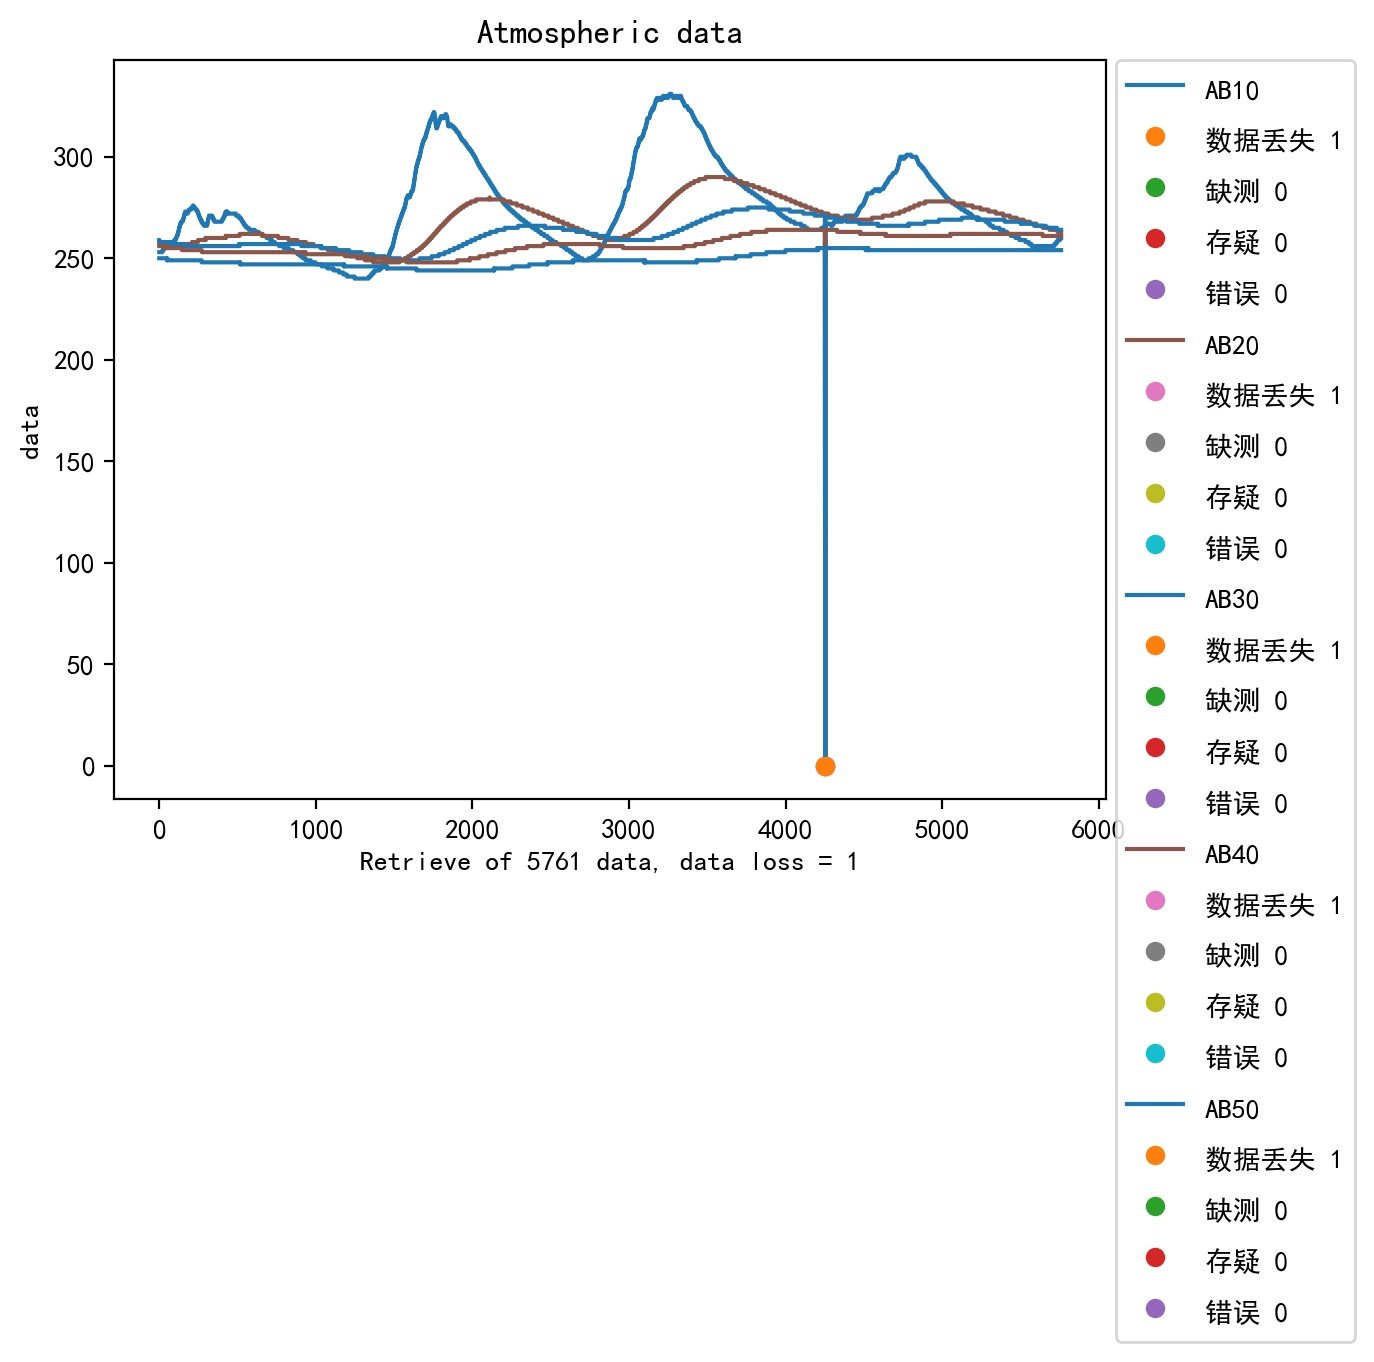 Atmospheric data
data
300
250
200
150
100
50
0
0 1000 2000 3000 4000 5000 6000
Retrieve of 5761 data, data loss = 1
AB10
数据丢失 1
缺测 0
存疑 0
错误 0
AB20
数据丢失 1
缺测 0
存疑 0
错误 0
AB30
数据丢失 1
缺测 0
存疑 0
错误 0
AB40
数据丢失 1
缺测 0
存疑 0
错误 0
AB50
数据丢失 1
缺测 0
存疑 0
错误 0